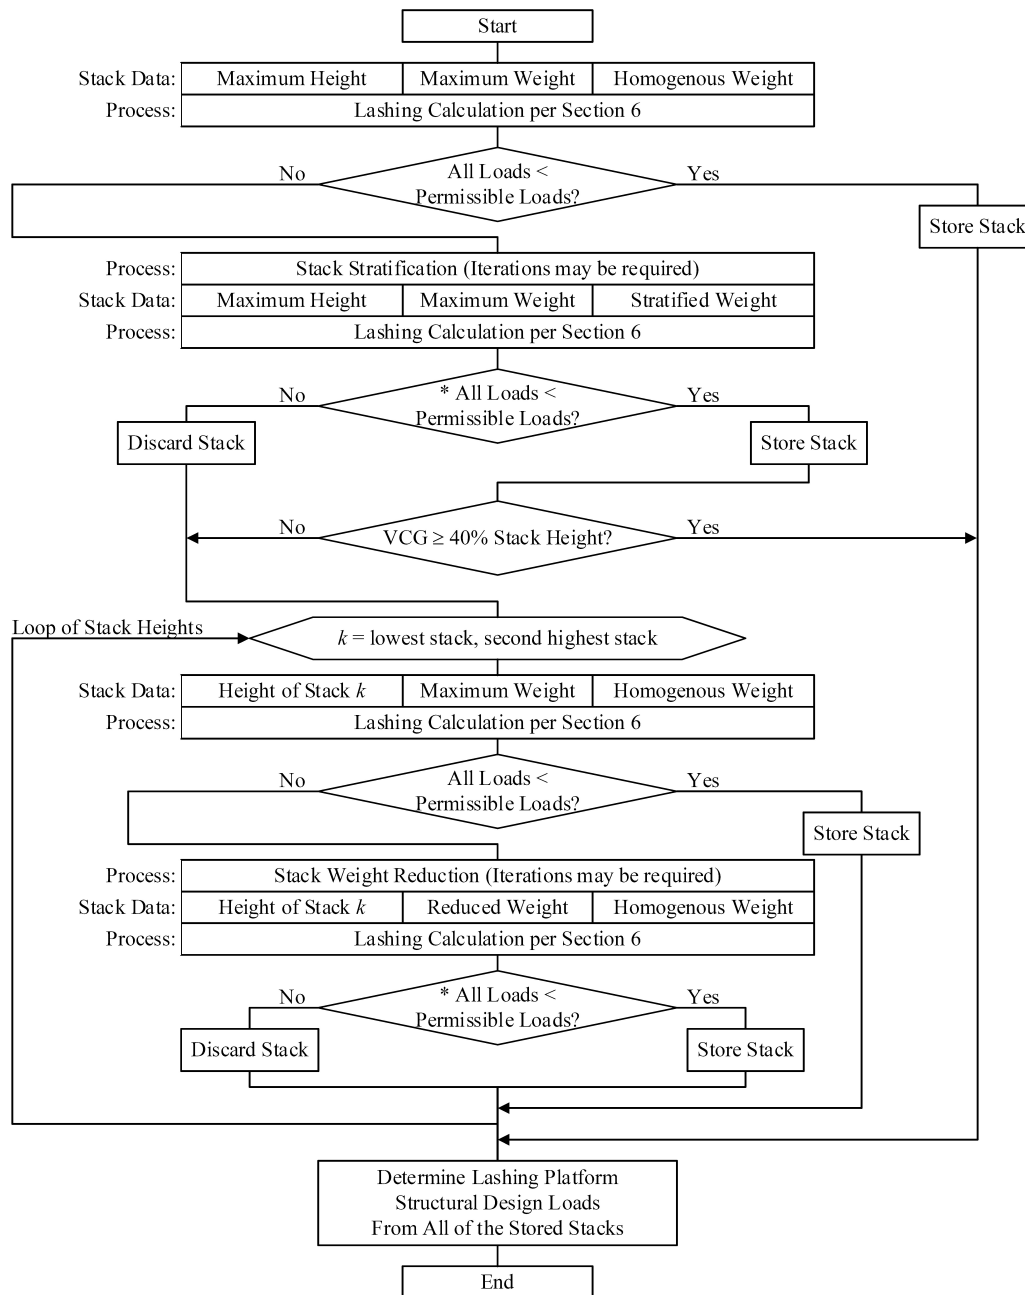 Start
Stack Data: Maximum Height Maximum Weight Homogenous Weight
Process: Lashing Calculation per Section 6
All Loads <
No Yes
Permissible Loads?
Store Stack
Process: Stack Stratification (Iterations may be required)
Stack Data: Maximum Height Maximum Weight Stratified Weight
Process: Lashing Calculation per Section 6
* All Loads <
No Yes
Permissible Loads?
Discard Stack Store Stack
No VCG ≥ 40% Stack Height? Yes
Loop of Stack Heights
k = lowest stack, second highest stack
Stack Data: Height of Stack k Maximum Weight Homogenous Weight
Process: Lashing Calculation per Section 6
All Loads <
No Yes
Permissible Loads?
Store Stack
Process: Stack Weight Reduction (Iterations may be required)
Stack Data: Height of Stack k Reduced Weight Homogenous Weight
Process: Lashing Calculation per Section 6
* All Loads <
No Yes
Permissible Loads?
Discard Stack Store Stack
Determine Lashing Platform
Structural Design Loads
From All of the Stored Stacks
End